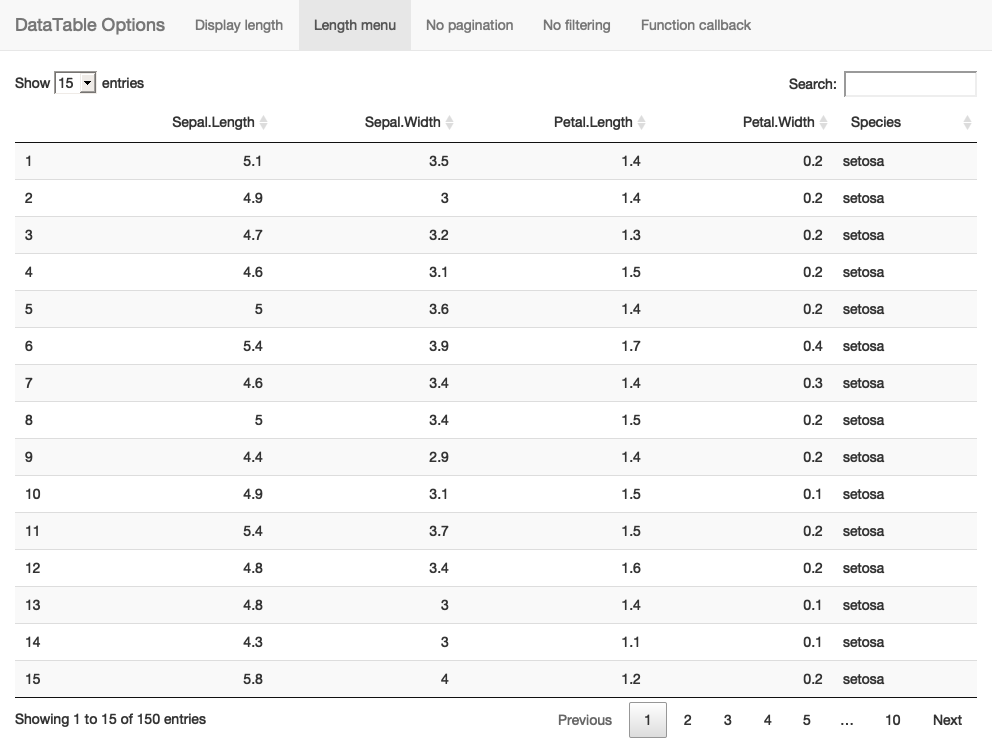 DataTable Options Display length Length menu No pagination No filtering Function callback
Show 15 entries Search:
Sepal.Length Sepal.Width Petal.Length Petal.Width Species
1 5.1 3.5 1.4 0.2 setosa
2 4.9 3 1.4 0.2 setosa
3 4.7 3.2 1.3 0.2 setosa
4 4.6 3.1 1.5 0.2 setosa
5 5 3.6 1.4 0.2 setosa
6 5.4 3.9 1.7 0.4 setosa
7 4.6 3.4 1.4 0.3 setosa
8 5 3.4 1.5 0.2 setosa
9 4.4 2.9 1.4 0.2 setosa
10 4.9 3.1 1.5 0.1 setosa
11 5.4 3.7 1.5 0.2 setosa
12 4.8 3.4 1.6 0.2 setosa
13 4.8 3 1.4 0.1 setosa
14 4.3 3 1.1 0.1 setosa
15 5.8 4 1.2 0.2 setosa
Showing 1 to 15 of 150 entries Previous 1 2 3 4 5 … 10 Next